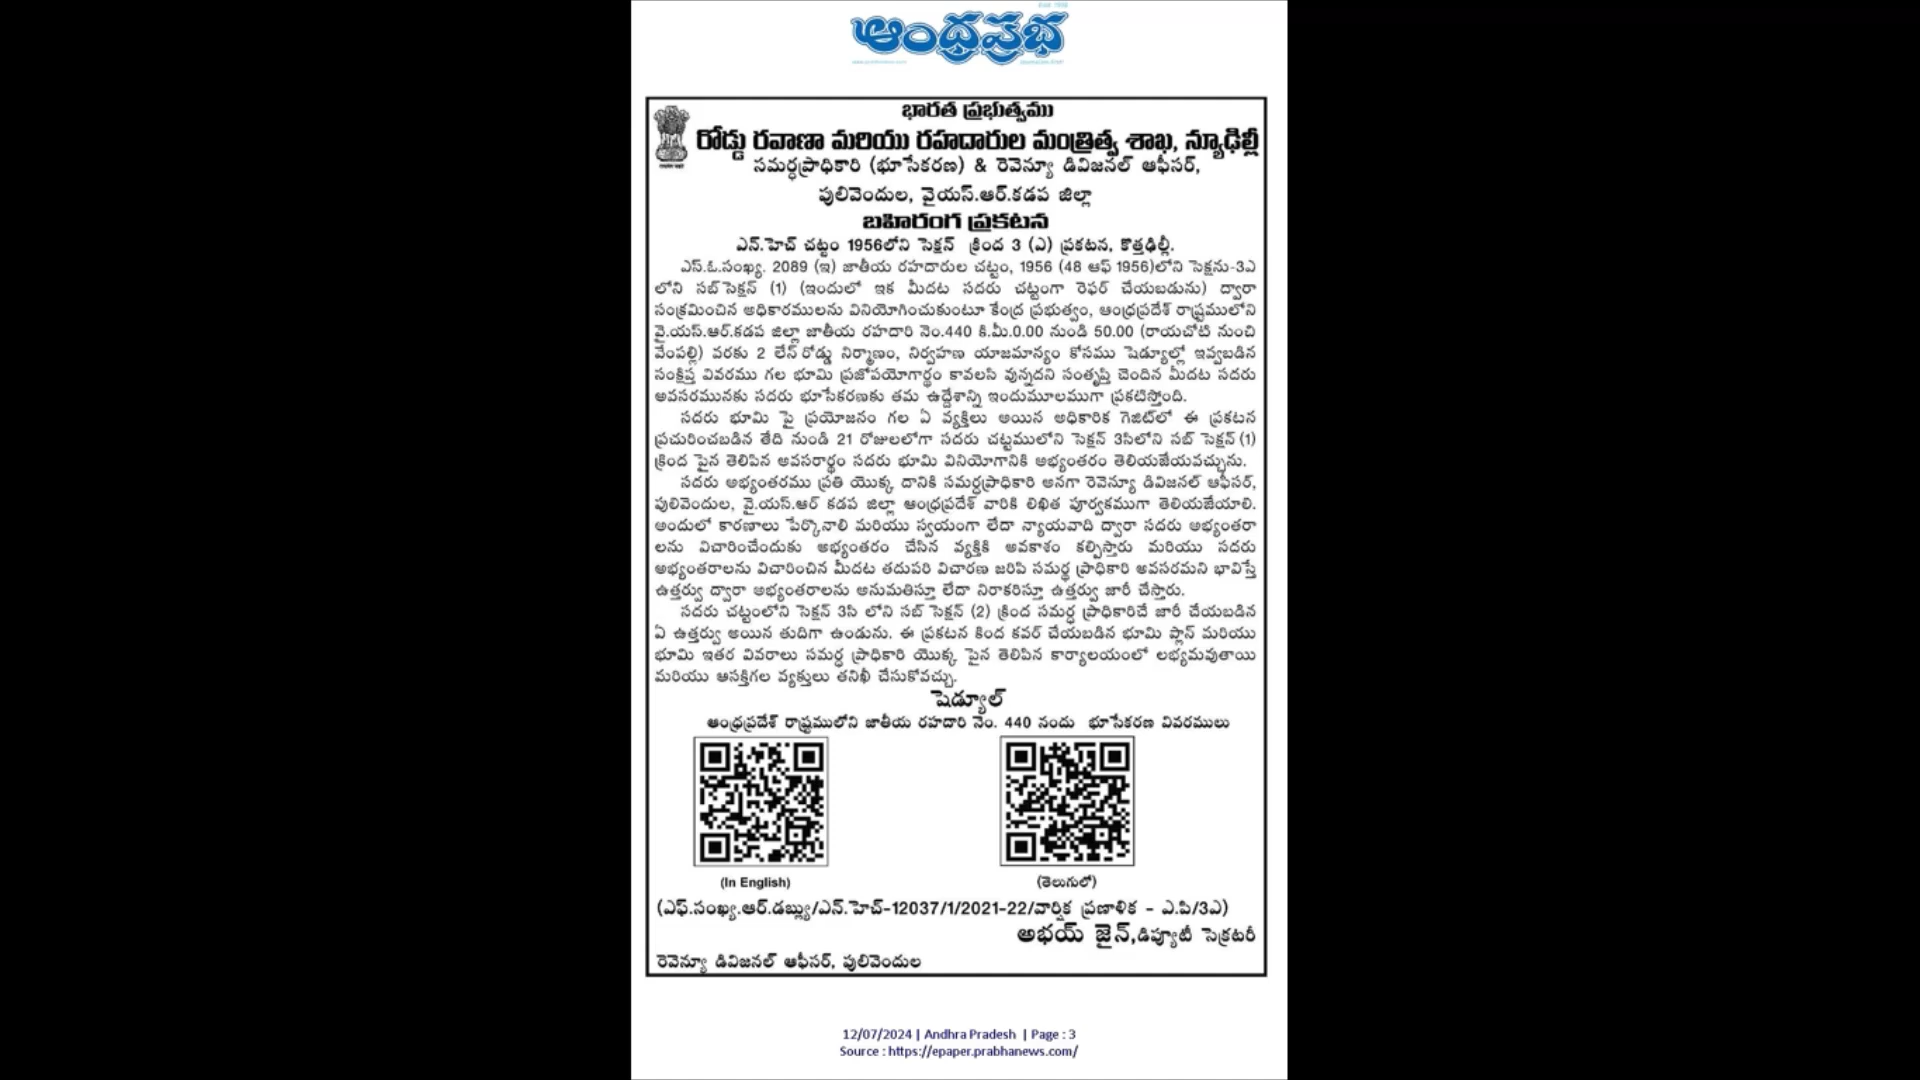 ఆంధ్రప్రభ
భారత ప్రభుత్వము
రోడ్డు రవాణా మరియు రహదారుల మంత్రిత్వ శాఖ, న్యూఢిల్లీ
సమర్ధప్రాధికారి (భూసేకరణ) & రెవెన్యూ డివిజనల్ ఆఫీసర్,
పులివెందుల, వైయస్.ఆర్.కడప జిల్లా
బహిరంగ ప్రకటన
ఎన్.హెచ్ చట్టం 1956లోని సెక్షన్ క్రింద 3 (ఎ) ప్రకటన, కొత్తఢిల్లీ.
ఎస్.ఓ.సంఖ్య. 2089 (ఇ) జాతీయ రహదారుల చట్టం, 1956 (48 ఆఫ్ 1956)లోని సెక్షను-3ఎ
లోని సబ్‌సెక్షన్ (1) (ఇందులో ఇక మీదట సదరు చట్టంగా రెఫర్ చేయబడును) ద్వారా
సంక్రమించిన అధికారములను వినియోగించుకుంటూ కేంద్ర ప్రభుత్వం, ఆంధ్రప్రదేశ్ రాష్ట్రములోని
వై.యస్.ఆర్.కడప జిల్లా జాతీయ రహదారి నెం.440 కి.మీ.0.00 నుండి 50.00 (రాయచోటి నుంచి
వేంపల్లి) వరకు 2 లేన్ రోడ్డు నిర్మాణం, నిర్వహణ యాజమాన్యం కోసము షెడ్యూల్లో ఇవ్వబడిన
సంక్షిప్త వివరము గల భూమి ప్రజోపయోగార్థం కావలసి వున్నదని సంతృప్తి చెందిన మీదట సదరు
అవసరమునకు సదరు భూసేకరణకు తమ ఉద్దేశాన్ని ఇందుమూలముగా ప్రకటిస్తోంది.
సదరు భూమి పై ప్రయోజనం గల ఏ వ్యక్తిలు అయిన అధికారిక గెజిట్‌లో ఈ ప్రకటన
ప్రచురించబడిన తేది నుండి 21 రోజులలోగా సదరు చట్టములోని సెక్షన్ 3సిలోని సబ్ సెక్షన్ (1)
క్రింద పైన తెలిపిన అవసరార్థం సదరు భూమి వినియోగానికి అభ్యంతరం తెలియజేయవచ్చును.
సదరు అభ్యంతరము ప్రతి యొక్క దానికి సమర్ధప్రాధికారి అనగా రెవెన్యూ డివిజనల్ ఆఫీసర్,
పులివెందుల, వై.యస్.ఆర్ కడప జిల్లా ఆంధ్రప్రదేశ్ వారికి లిఖిత పూర్వకముగా తెలియజేయాలి.
అందులో కారణాలు పేర్కొనాలి మరియు స్వయంగా లేదా న్యాయవాది ద్వారా సదరు అభ్యంతరా
లను విచారించేందుకు అభ్యంతరం చేసిన వ్యక్తికి అవకాశం కల్పిస్తారు మరియు సదరు
అభ్యంతరాలను విచారించిన మీదట తదుపరి విచారణ జరిపి సమర్థ ప్రాధికారి అవసరమని భావిస్తే
ఉత్తర్వు ద్వారా అభ్యంతరాలను అనుమతిస్తూ లేదా నిరాకరిస్తూ ఉత్తర్వు జారీ చేస్తారు.
సదరు చట్టంలోని సెక్షన్ 3సి లోని సబ్ సెక్షన్ (2) క్రింద సమర్ధ ప్రాధికారిచే జారీ చేయబడిన
ఏ ఉత్తర్వు అయిన తుదిగా ఉండును. ఈ ప్రకటన కింద కవర్ చేయబడిన భూమి ప్లాన్ మరియు
భూమి ఇతర వివరాలు సమర్ధ ప్రాధికారి యొక్క పైన తెలిపిన కార్యాలయంలో లభ్యమవుతాయి
మరియు ఆసక్తిగల వ్యక్తులు తనిఖీ చేసుకోవచ్చు.
షెడ్యూల్
ఆంధ్రప్రదేశ్ రాష్ట్రములోని జాతీయ రహదారి నెం. 440 నందు భూసేకరణ వివరములు
(In English) (తెలుగులో)
(ఎఫ్.సంఖ్య.ఆర్.డబ్ల్యు/ఎన్.హెచ్-12037/1/2021-22/వార్షిక ప్రణాళిక - ఎ.పి/3ఎ)
అభయ్ జైన్,డిప్యూటీ సెక్రటరీ
రెవెన్యూ డివిజనల్ ఆఫీసర్, పులివెందుల
12/07/2024 | Andhra Pradesh | Page : 3
Source : https://epaper.prabhanews.com/